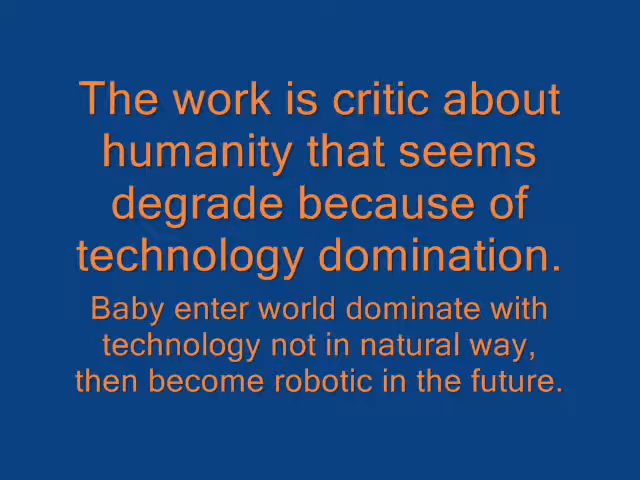 The work is critic about
humanity that seems
degrade because of
technology domination.
Baby enter world dominate with
technology not in natural way,
then become robotic in the future.